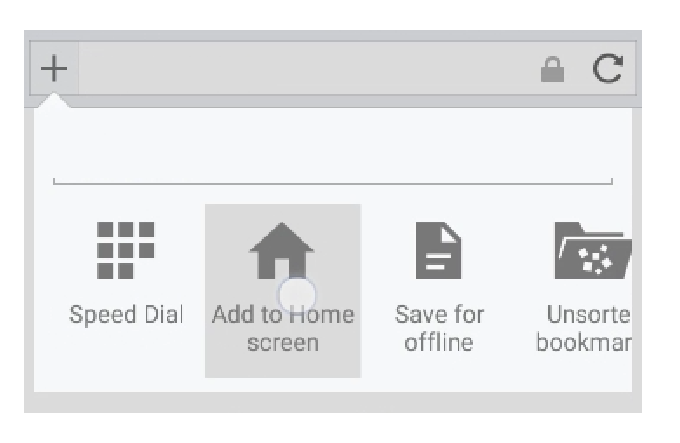 Speed Dial
Add to Home
screen
Save for
offline
Unsorte
bookmar